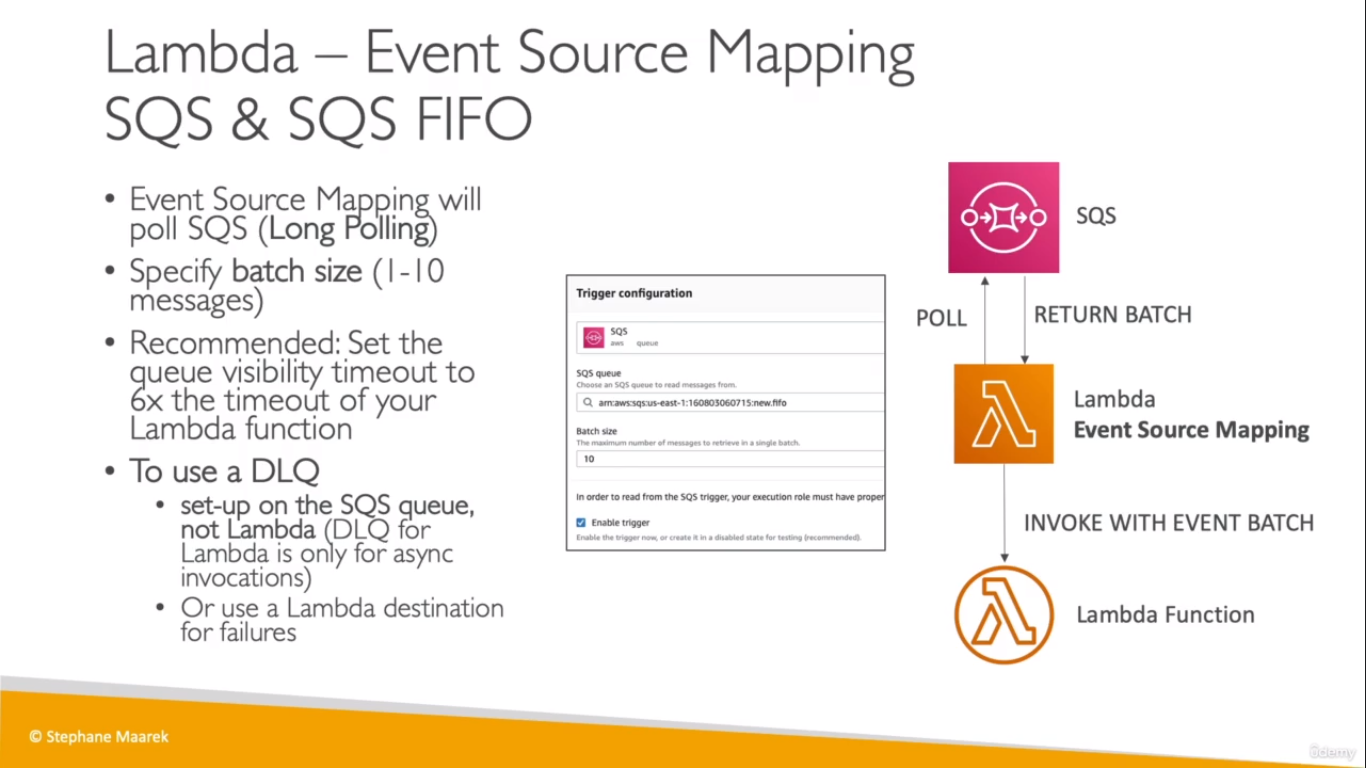 Lambda – Event Source Mapping
SQS & SQS FIFO
• Event Source Mapping will
poll SQS (Long Polling)
• Specify batch size (1-10
messages)
• Recommended: Set the
queue visibility timeout to
6x the timeout of your
Lambda function
• To use a DLQ
• set-up on the SQS queue,
not Lambda (DLQ for
Lambda is only for async
invocations)
• Or use a Lambda destination
for failures
Trigger configuration
SQS
aws queue
SQS queue
Choose an SQS queue to read messages from.
arn:aws:sqs:us-east-1:160803060715:new.fifo
Batch size
The maximum number of messages to retrieve in a single batch.
10
In order to read from the SQS trigger, your execution role must have proper
Enable trigger
Enable the trigger now, or create it in a disabled state for testing (recommended).
SQS
POLL
RETURN BATCH
Lambda
Event Source Mapping
INVOKE WITH EVENT BATCH
Lambda Function
© Stephane Maarek
ûdemy